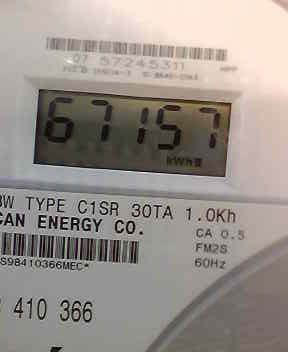 07 57245311
67157
kWh
3W TYPE C1SR 30TA 1.0Kh
CAN ENERGY CO.
CA 0.5
FM2S
S98410366MEC*
60Hz
410 366